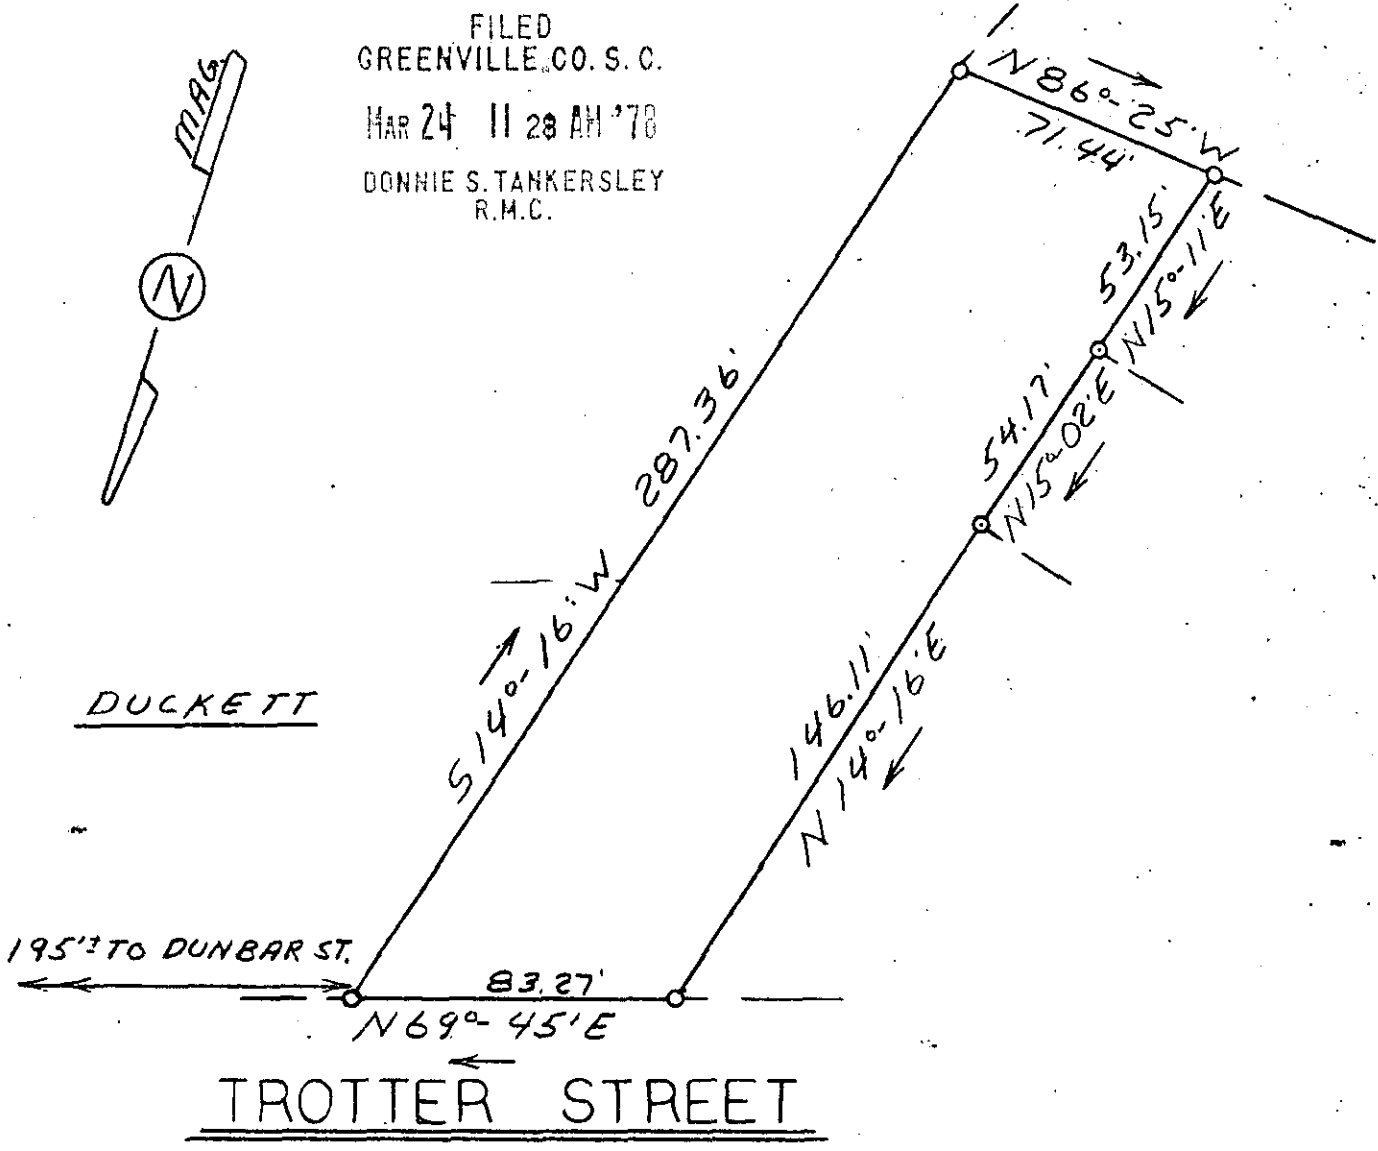 FILED
GREENVILLE CO. S. C.
MAR 24 11 28 AM '78
DONNIE S. TANKERSLEY
R.M.C.
MAG.
N
N 86°-25' W
71.44'
53.15'
N15°-11'E
54.17'
N15°-02'E
287.36'
S 14°-16' W
146.11'
N 14°-16' E
DUCKETT
195'± TO DUNBAR ST.
83.27'
N 69°-45' E
TROTTER STREET